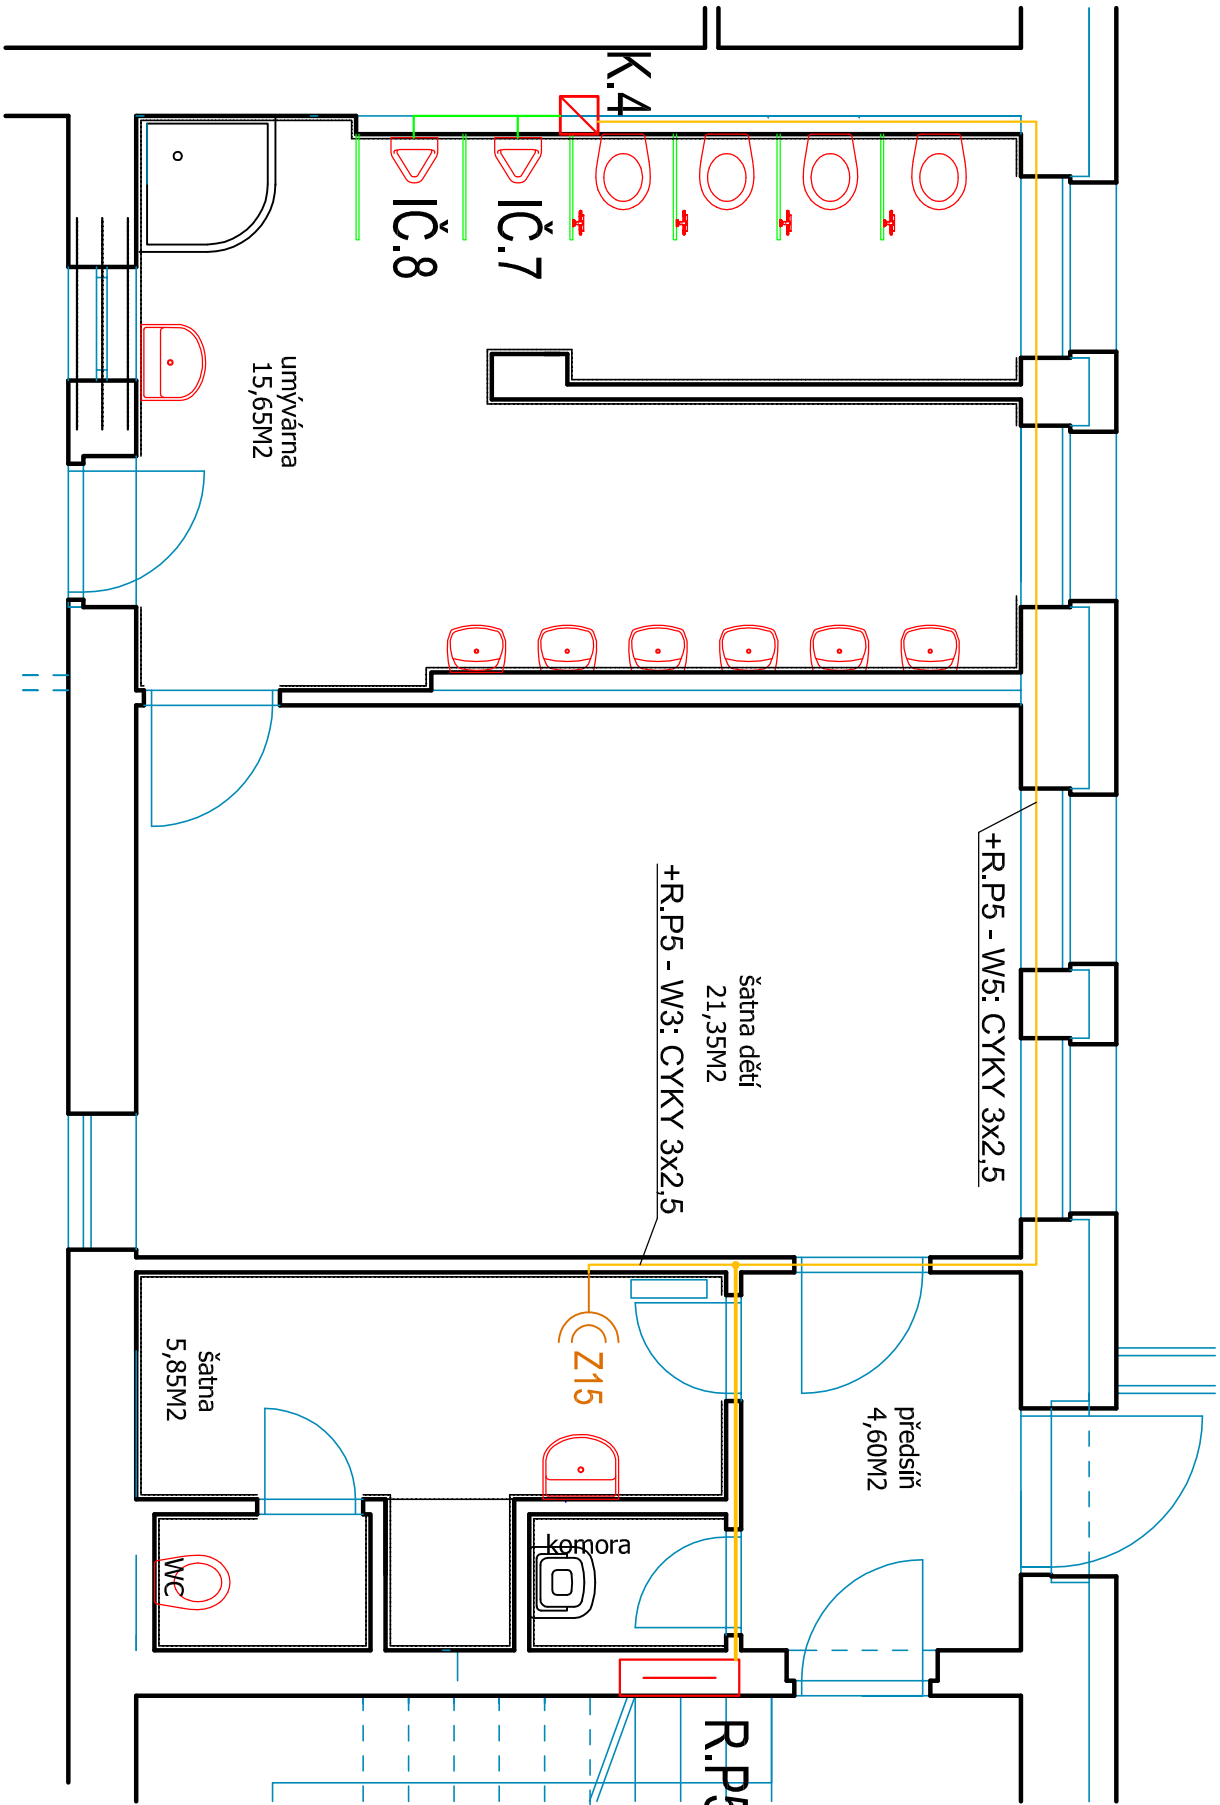 K.4
IČ.8
IČ.7
umývárna
15,65M2
+R.P5 - W5: CYKY 3x2,5
šatna dětí
21,35M2
+R.P5 - W3: CYKY 3x2,5
Z15
šatna
5,85M2
předsíň
4,60M2
komora
WC
R.P5